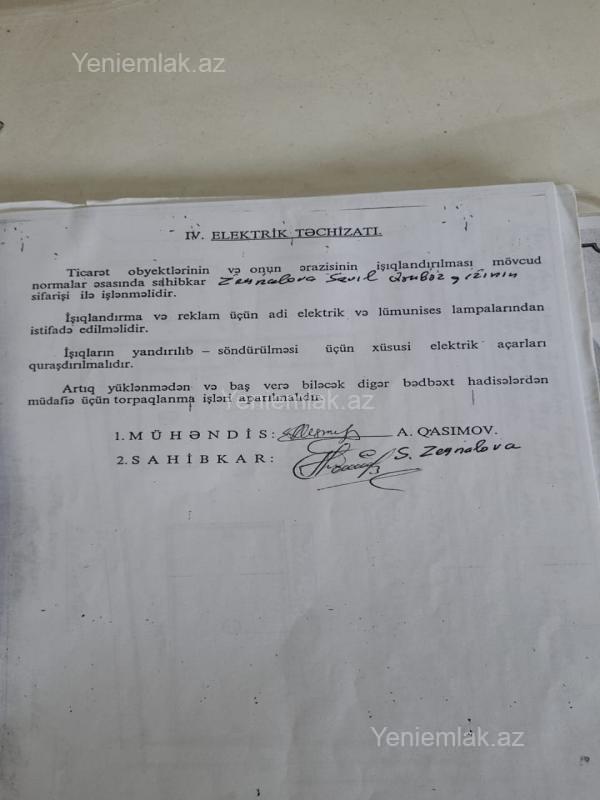 Yeniemlak.az
IV. ELEKTRİK TƏCHİZATI.
Ticarət obyektlərinin və onun ərazisinin işıqlandırılması mövcud
normalar əsasında sahibkar Zeynalova Sevil qızının
sifarişi ilə işlənməlidir.
İşıqlandırma və reklam üçün adi elektrik və lümunises lampalarından
istifadə edilməlidir.
İşıqların yandırılıb – söndürülməsi üçün xüsusi elektrik açarları
quraşdırılmalıdır.
Artıq yüklənmədən və baş verə biləcək digər bədbəxt hadisələrdən
müdafiə üçün torpaqlanma işləri aparılmalıdır.
Yeniemlak.az
1. MÜHƏNDİS: A. QASIMOV.
2. SAHİBKAR: S. Zeynalova
Yeniemlak.az